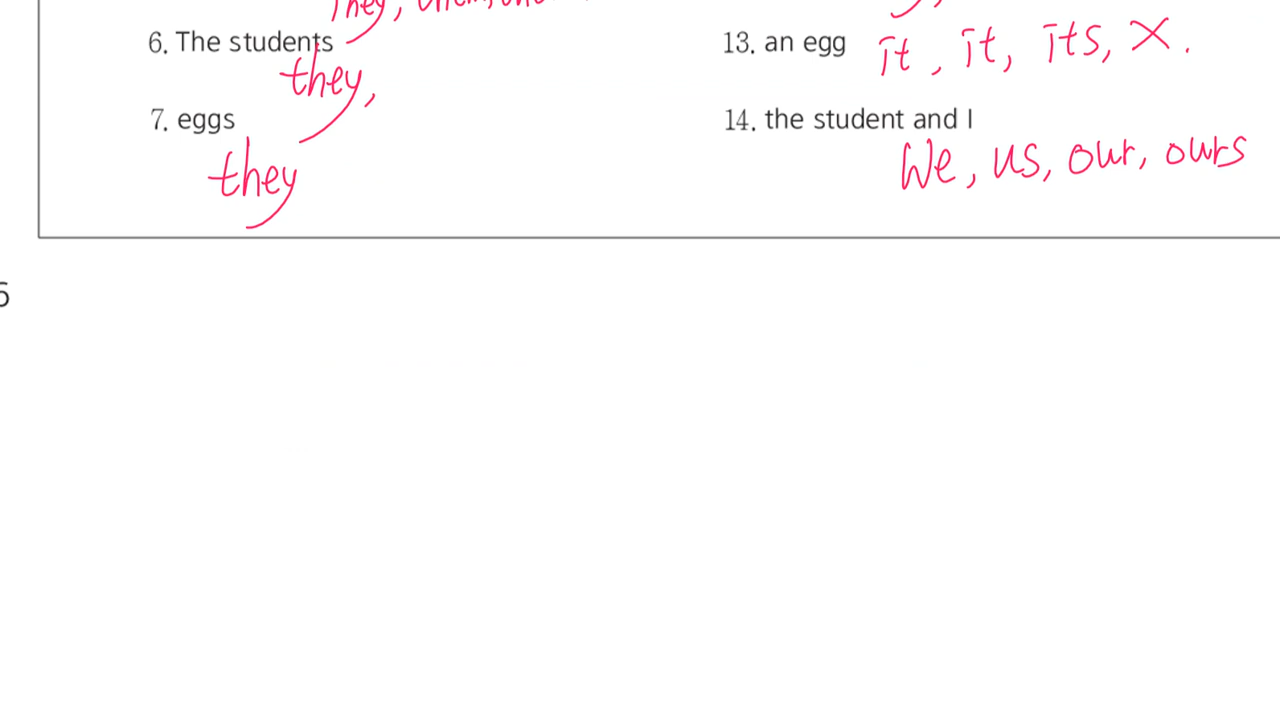 They,
6. The students
they,
7. eggs
they
13. an egg it, it, its, X.
14. the student and I
We, us, our, ours